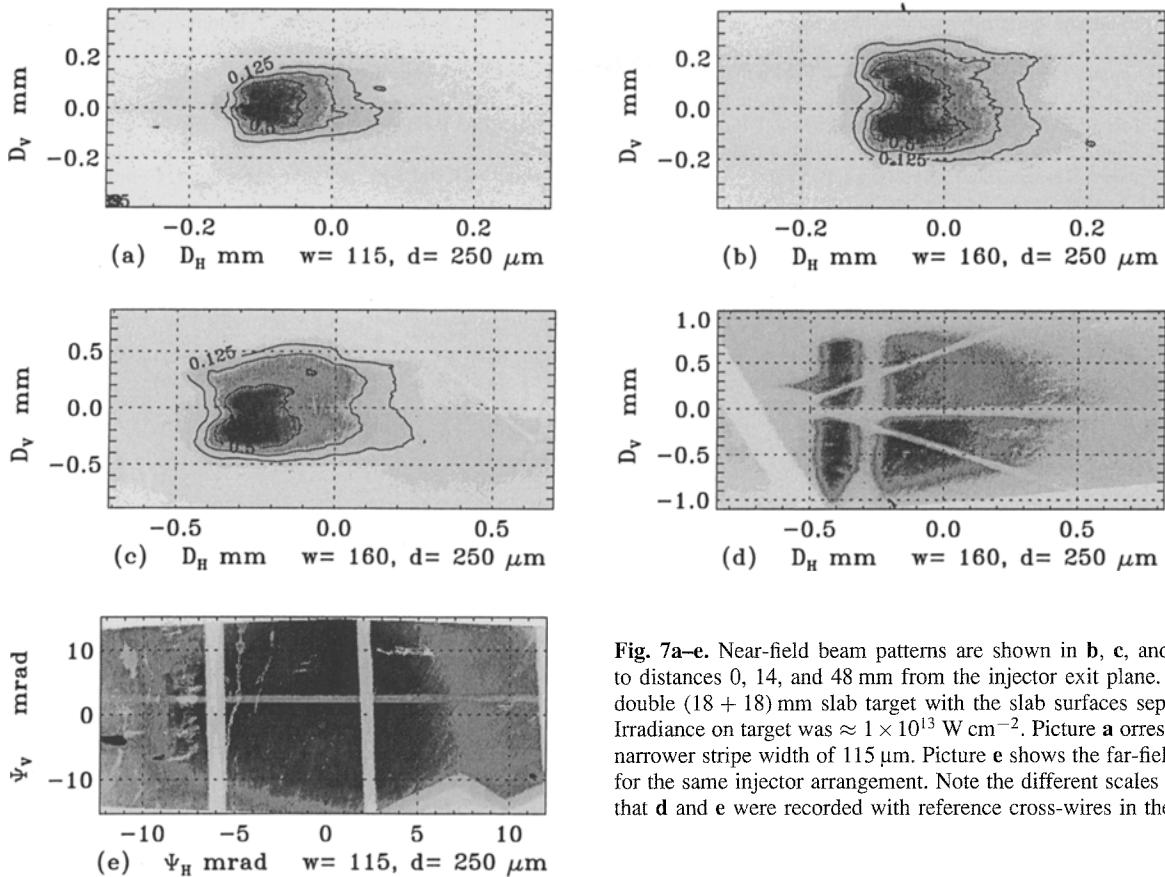 0.2
0.0
−0.2
D_V mm
0.125
0.5
−0.2 0.0 0.2
(a) D_H mm w= 115, d= 250 μm
0.2
0.0
−0.2
D_V mm
0.5
0.125
−0.2 0.0 0.2
(b) D_H mm w= 160, d= 250 μm
0.5
0.0
−0.5
D_V mm
0.125
0.5
−0.5 0.0 0.5
(c) D_H mm w= 160, d= 250 μm
1.0
0.5
0.0
−0.5
−1.0
D_V mm
−0.5 0.0 0.5
(d) D_H mm w= 160, d= 250 μm
10
0
−10
Ψ_V mrad
−10 −5 0 5 10
(e) Ψ_H mrad w= 115, d= 250 μm
Fig. 7a–e. Near-field beam patterns are shown in b, c, and
to distances 0, 14, and 48 mm from the injector exit plane.
double (18 + 18) mm slab target with the slab surfaces sep
Irradiance on target was ≈ 1 × 10¹³ W cm⁻². Picture a orres
narrower stripe width of 115 μm. Picture e shows the far-fiel
for the same injector arrangement. Note the different scales
that d and e were recorded with reference cross-wires in the